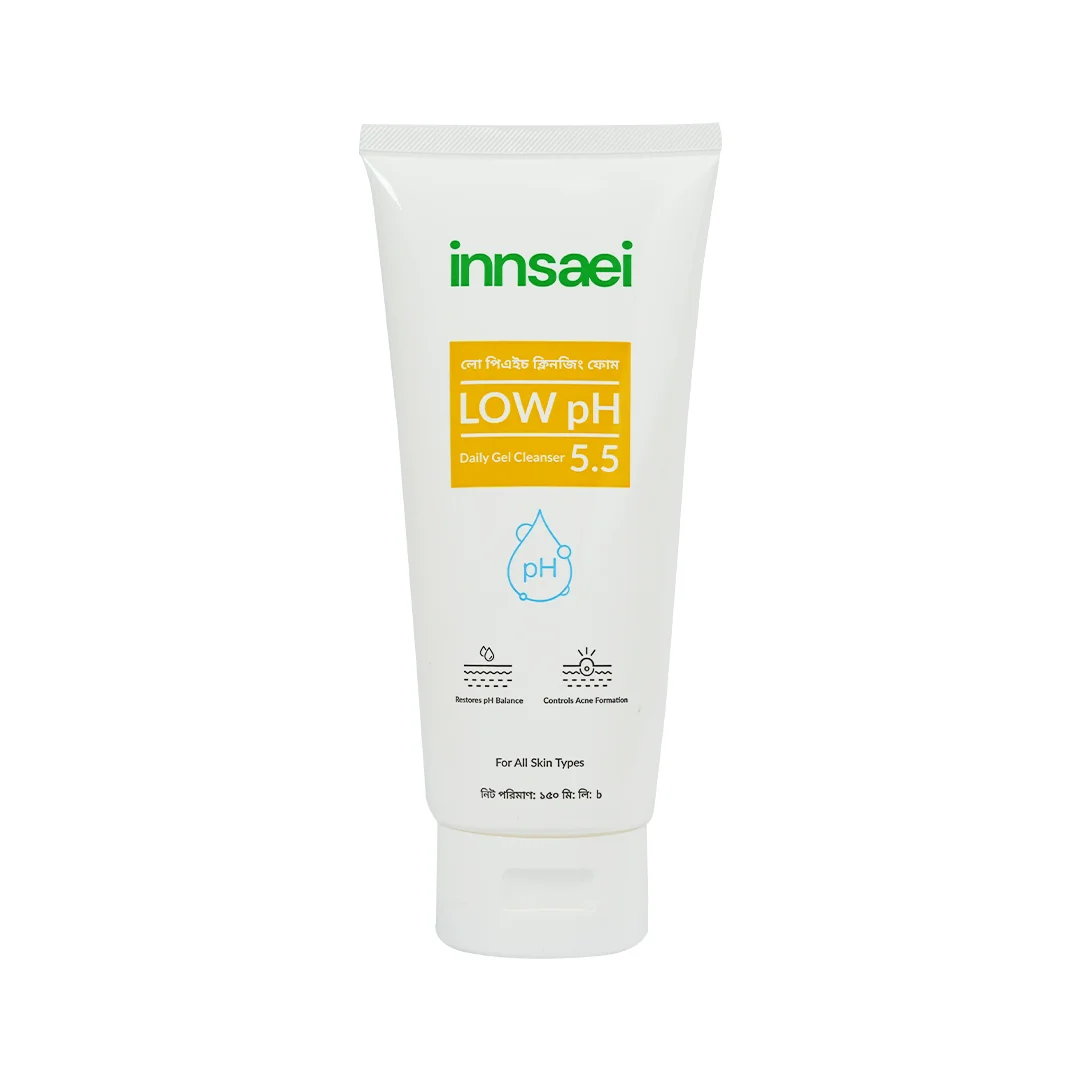 innsaei
লো পিএইচ ক্লিনজিং ফোম
LOW pH
Daily Gel Cleanser 5.5
pH
Restores pH Balance
Controls Acne Formation
For All Skin Types
নিট পরিমাণ: ১৫০ মি: লি: ৮